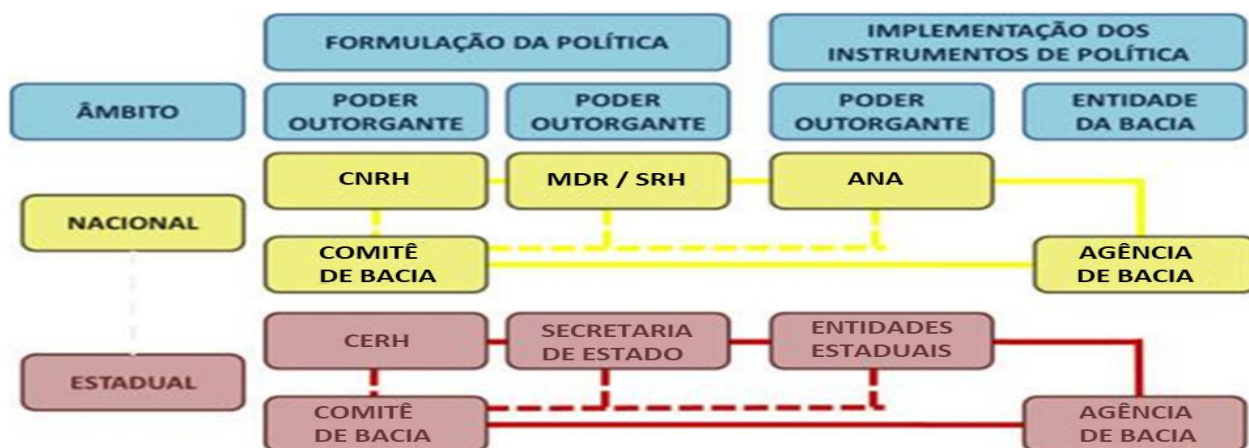 FORMULAÇÃO DA POLÍTICA
IMPLEMENTAÇÃO DOS
INSTRUMENTOS DE POLÍTICA
ÂMBITO
PODER
OUTORGANTE
PODER
OUTORGANTE
PODER
OUTORGANTE
ENTIDADE
DA BACIA
NACIONAL
CNRH
MDR / SRH
ANA
COMITÊ
DE BACIA
AGÊNCIA
DE BACIA
ESTADUAL
CERH
SECRETARIA
DE ESTADO
ENTIDADES
ESTADUAIS
COMITÊ
DE BACIA
AGÊNCIA
DE BACIA